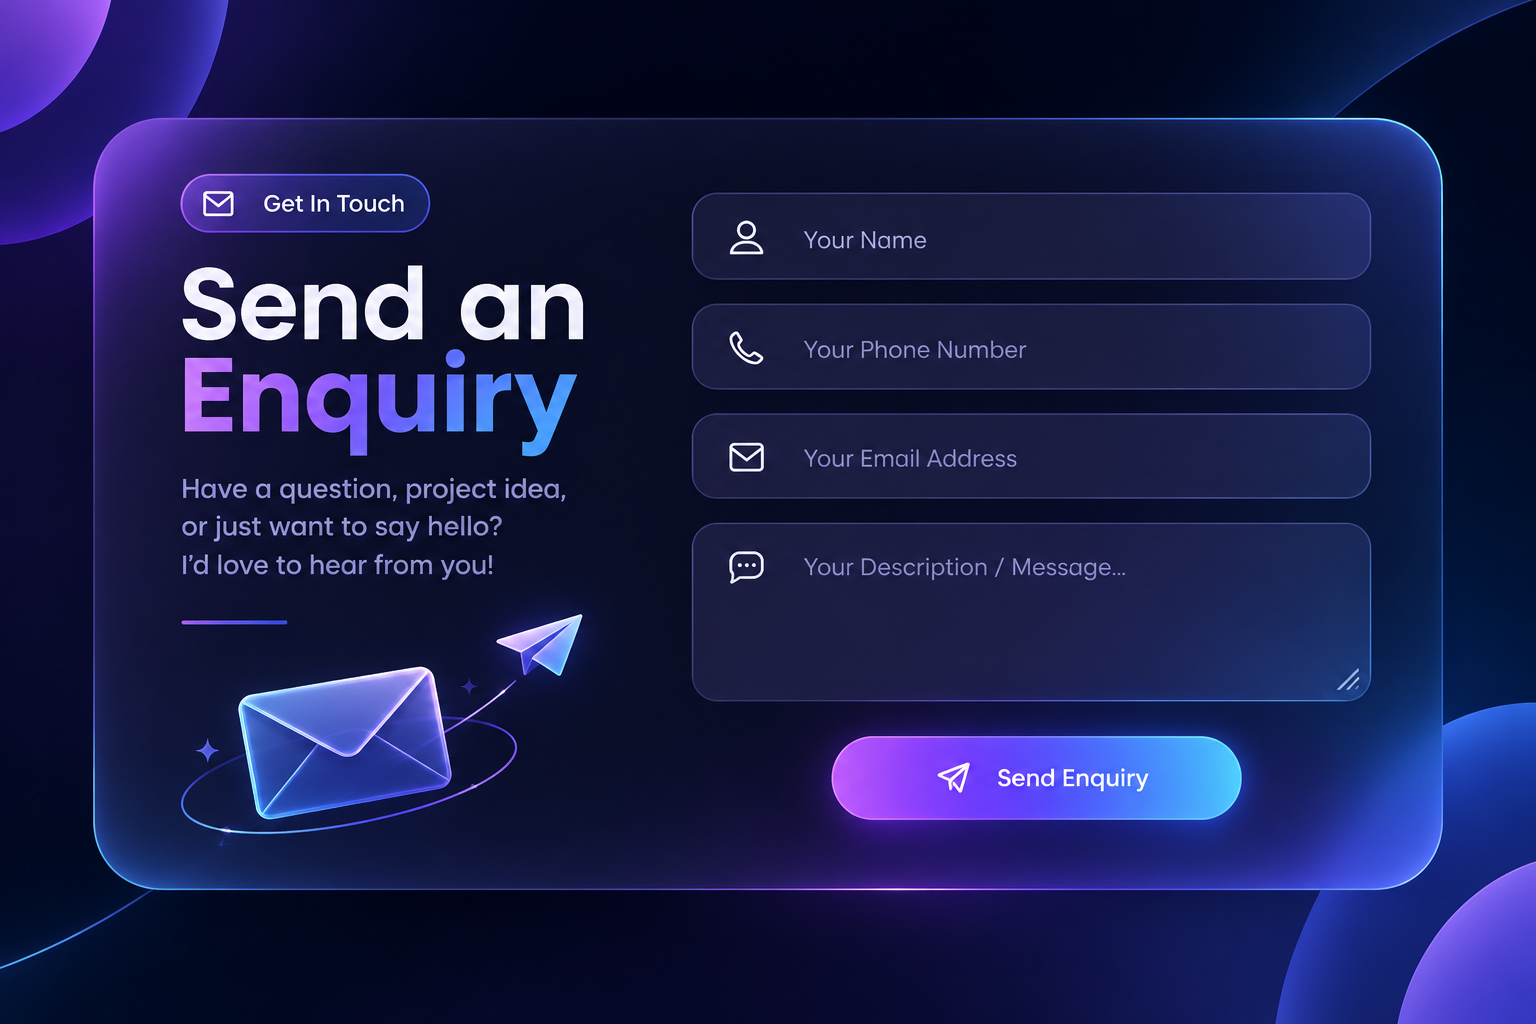 Get In Touch
Send an
Enquiry
Have a question, project idea,
or just want to say hello?
I’d love to hear from you!
Your Name
Your Phone Number
Your Email Address
Your Description / Message...
Send Enquiry